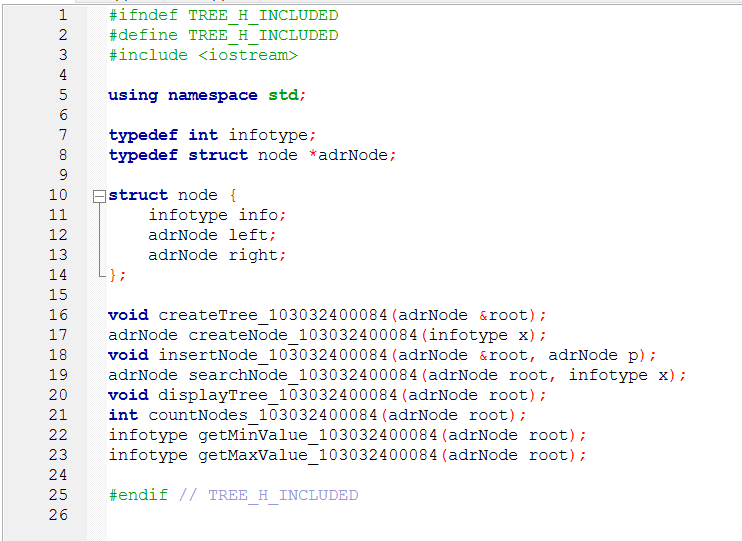 1 #ifndef TREE_H_INCLUDED
2 #define TREE_H_INCLUDED
3 #include <iostream>
4
5 using namespace std;
6
7 typedef int infotype;
8 typedef struct node *adrNode;
9
10 struct node {
11     infotype info;
12     adrNode left;
13     adrNode right;
14 };
15
16 void createTree_103032400084(adrNode &root);
17 adrNode createNode_103032400084(infotype x);
18 void insertNode_103032400084(adrNode &root, adrNode p);
19 adrNode searchNode_103032400084(adrNode root, infotype x);
20 void displayTree_103032400084(adrNode root);
21 int countNodes_103032400084(adrNode root);
22 infotype getMinValue_103032400084(adrNode root);
23 infotype getMaxValue_103032400084(adrNode root);
24
25 #endif // TREE_H_INCLUDED
26